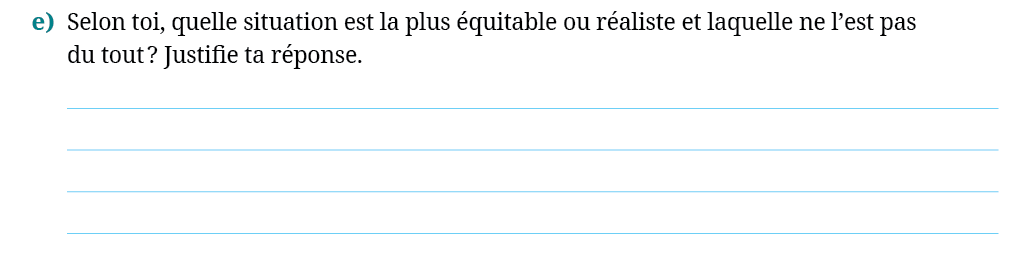 e) Selon toi, quelle situation est la plus équitable ou réaliste et laquelle ne l’est pas
du tout ? Justifie ta réponse.